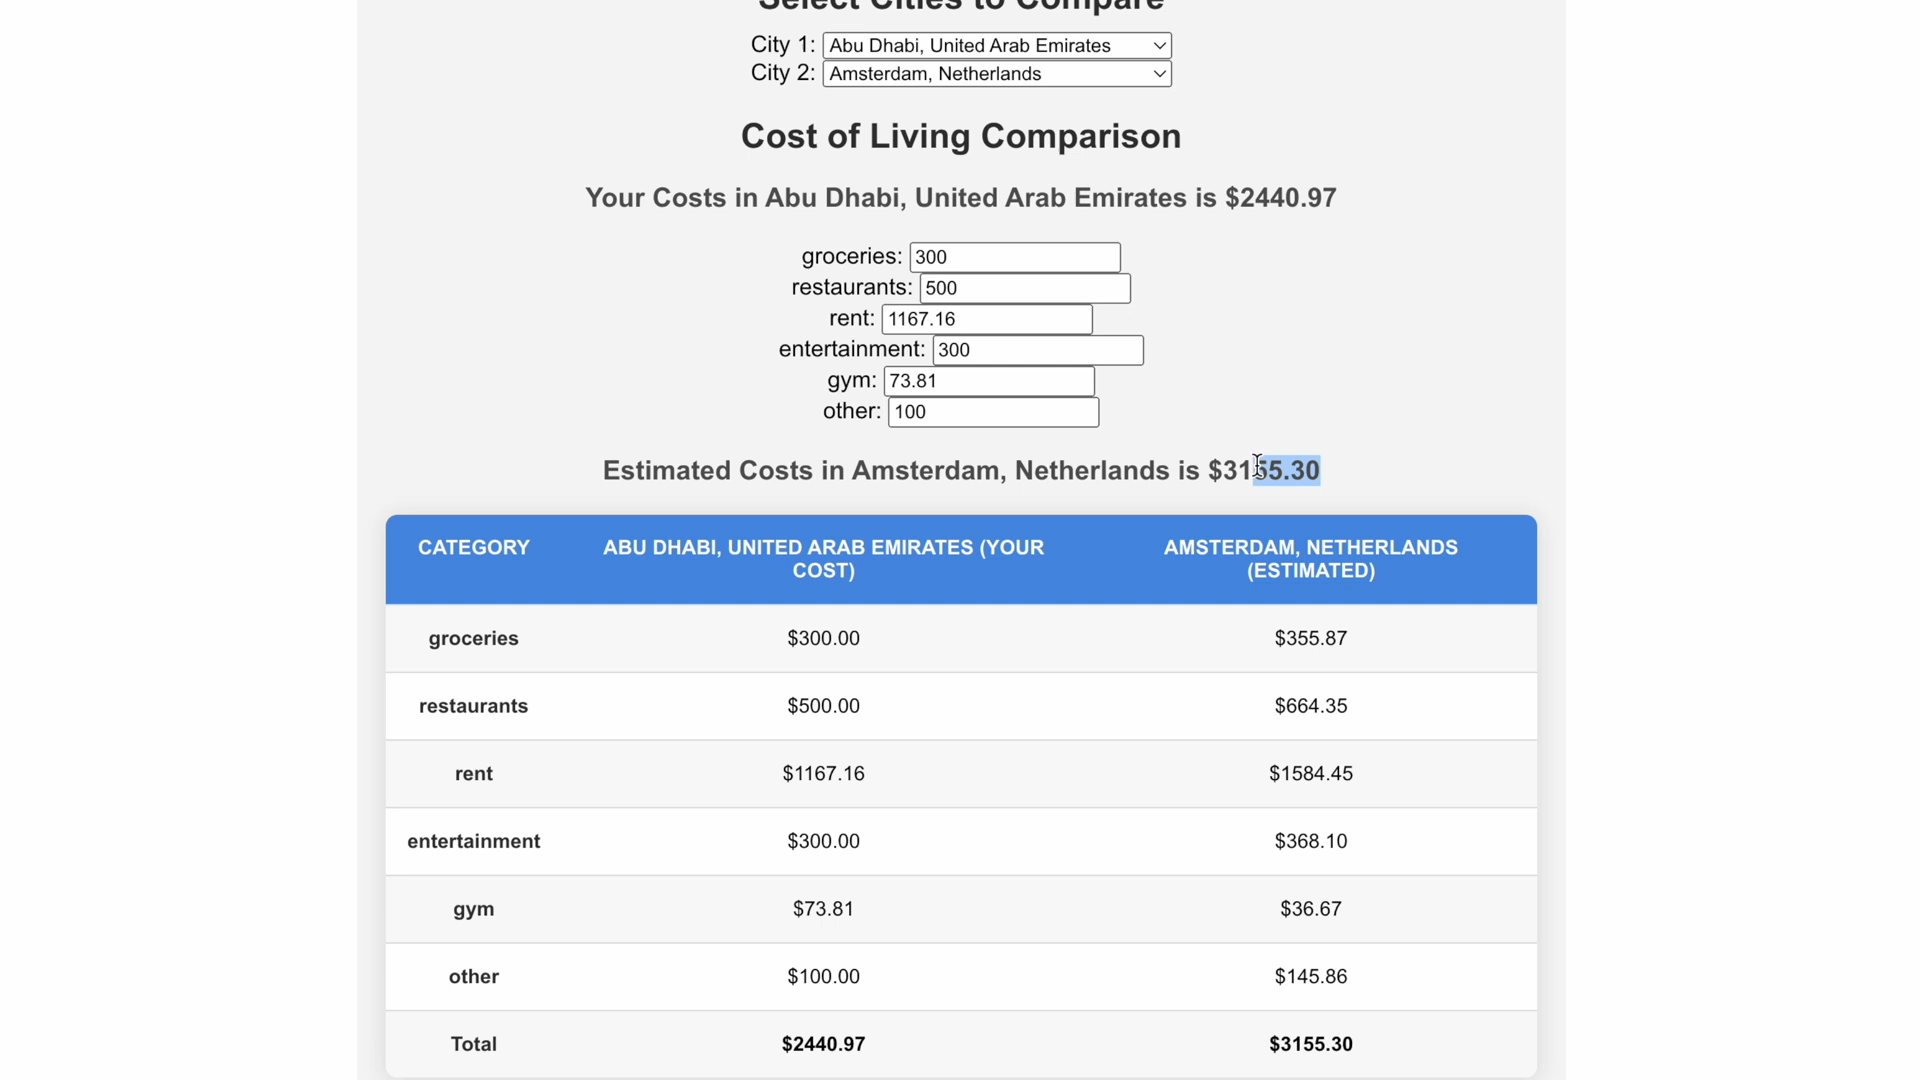 Select Cities to Compare
City 1: Abu Dhabi, United Arab Emirates
City 2: Amsterdam, Netherlands
Cost of Living Comparison
Your Costs in Abu Dhabi, United Arab Emirates is $2440.97
groceries: 300
restaurants: 500
rent: 1167.16
entertainment: 300
gym: 73.81
other: 100
Estimated Costs in Amsterdam, Netherlands is $3155.30
CATEGORY ABU DHABI, UNITED ARAB EMIRATES (YOUR COST) AMSTERDAM, NETHERLANDS (ESTIMATED)
groceries $300.00 $355.87
restaurants $500.00 $664.35
rent $1167.16 $1584.45
entertainment $300.00 $368.10
gym $73.81 $36.67
other $100.00 $145.86
Total $2440.97 $3155.30